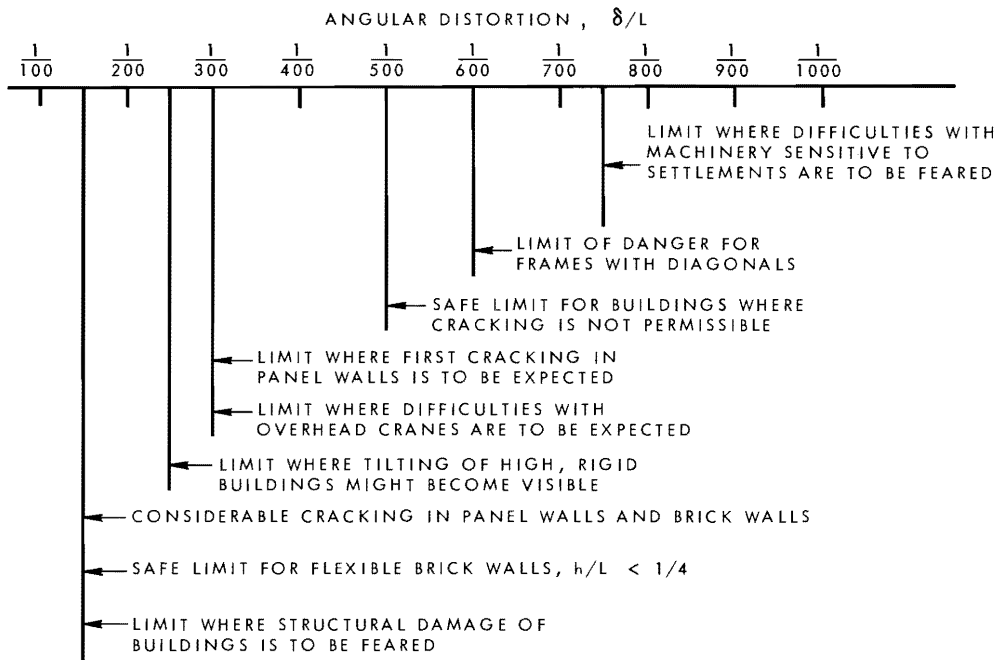 ANGULAR DISTORTION , δ/L
1/100 1/200 1/300 1/400 1/500 1/600 1/700 1/800 1/900 1/1000
LIMIT WHERE DIFFICULTIES WITH
MACHINERY SENSITIVE TO
SETTLEMENTS ARE TO BE FEARED
LIMIT OF DANGER FOR
FRAMES WITH DIAGONALS
SAFE LIMIT FOR BUILDINGS WHERE
CRACKING IS NOT PERMISSIBLE
LIMIT WHERE FIRST CRACKING IN
PANEL WALLS IS TO BE EXPECTED
LIMIT WHERE DIFFICULTIES WITH
OVERHEAD CRANES ARE TO BE EXPECTED
LIMIT WHERE TILTING OF HIGH, RIGID
BUILDINGS MIGHT BECOME VISIBLE
CONSIDERABLE CRACKING IN PANEL WALLS AND BRICK WALLS
SAFE LIMIT FOR FLEXIBLE BRICK WALLS, h/L < 1/4
LIMIT WHERE STRUCTURAL DAMAGE OF
BUILDINGS IS TO BE FEARED